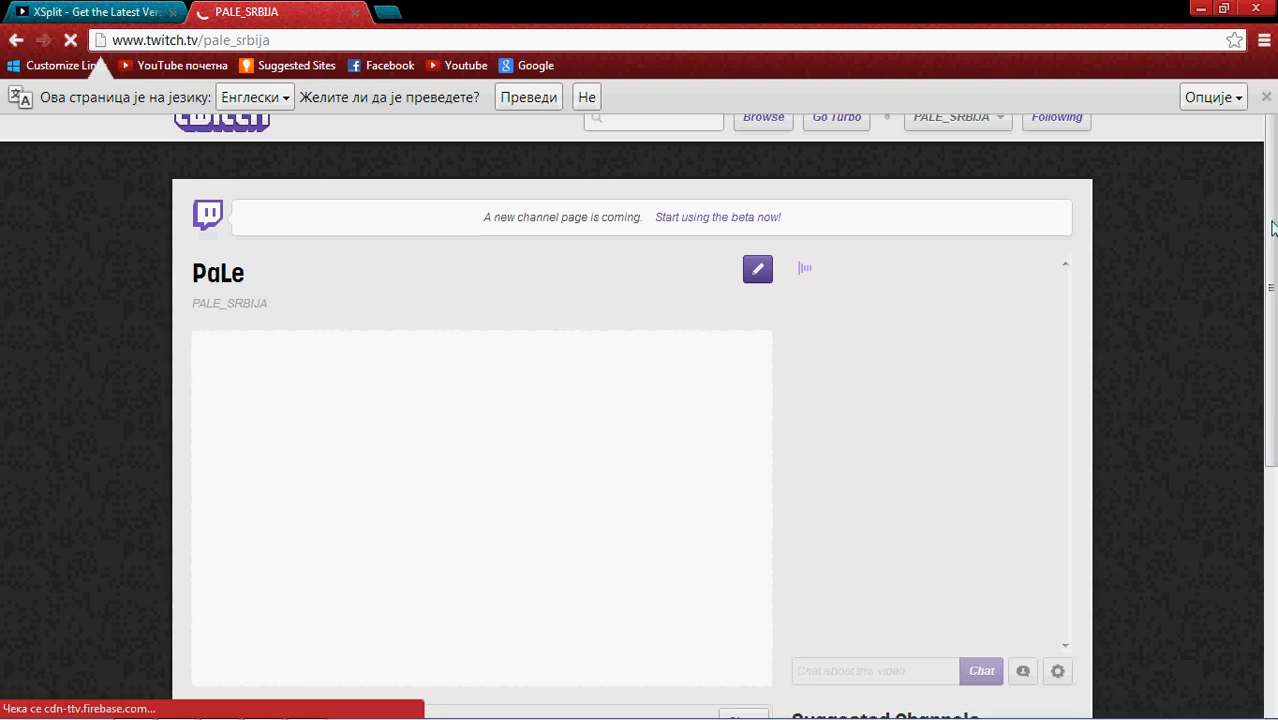 XSplit - Get the Latest Ver
PALE_SRBIJA
www.twitch.tv/pale_srbija
Customize Lin
YouTube почетна
Suggested Sites
Facebook
Youtube
Google
Ова страница је на језику: Енглески Желите ли да је преведете? Преведи Не Опције
twitch
Browse
Go Turbo
PALE_SRBIJA
Following
A new channel page is coming. Start using the beta now!
PaLe
PALE_SRBIJA
Chat about this video
Chat
Чека се cdn-ttv.firebase.com...
Suggested Channels